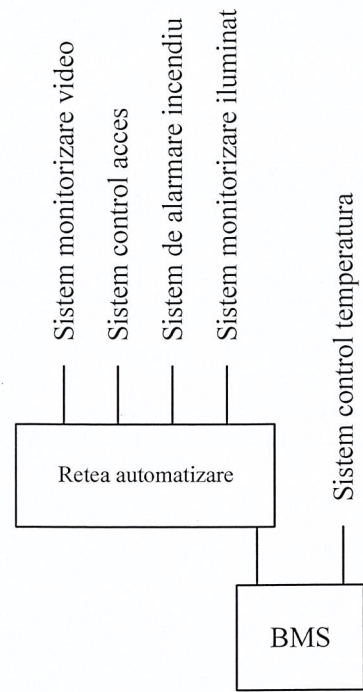 Sistem monitorizare video
Sistem control acces
Sistem de alarmare incendiu
Sistem monitorizare iluminat
Retea automatizare
Sistem control temperatura
BMS